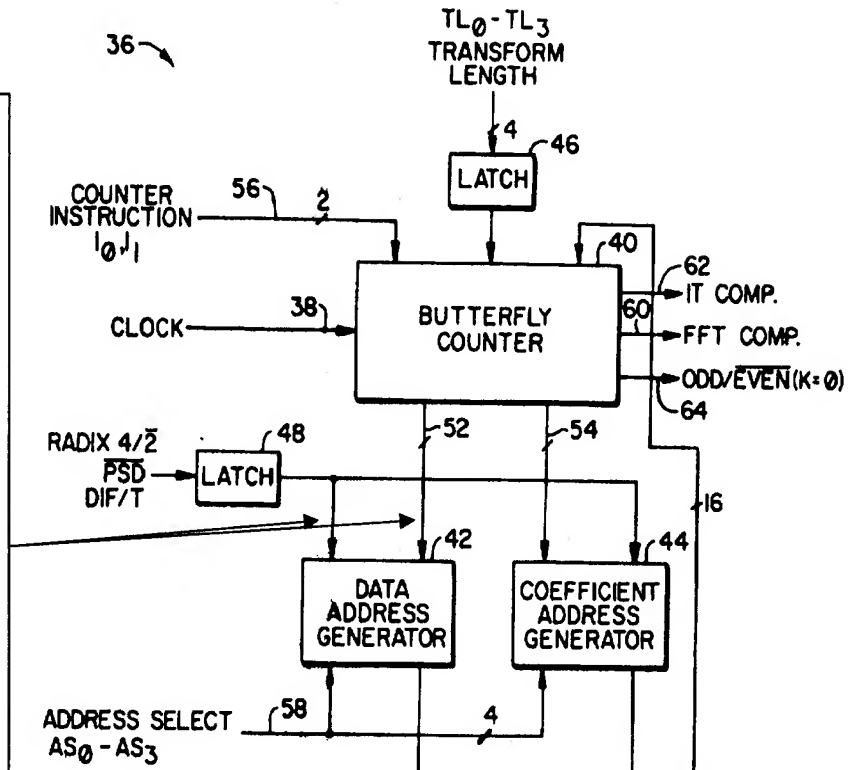 TL0-TL3
TRANSFORM
LENGTH
36
4
46
LATCH
COUNTER
INSTRUCTION
I0,I1
56
2
40
BUTTERFLY
COUNTER
62
IT COMP.
CLOCK
38
60
FFT COMP.
ODD/E̅V̅E̅N̅(K=0)
64
RADIX 4/2̅
P̅S̅D̅
DIF/T
48
LATCH
52
54
16
42
DATA
ADDRESS
GENERATOR
44
COEFFICIENT
ADDRESS
GENERATOR
ADDRESS SELECT
AS0-AS3
58
4